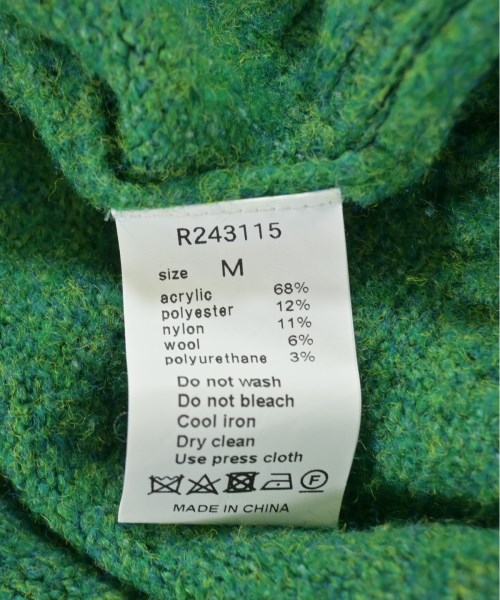 R243115
size M
acrylic 68%
polyester 12%
nylon 11%
wool 6%
polyurethane 3%
Do not wash
Do not bleach
Cool iron
Dry clean
Use press cloth
F
MADE IN CHINA